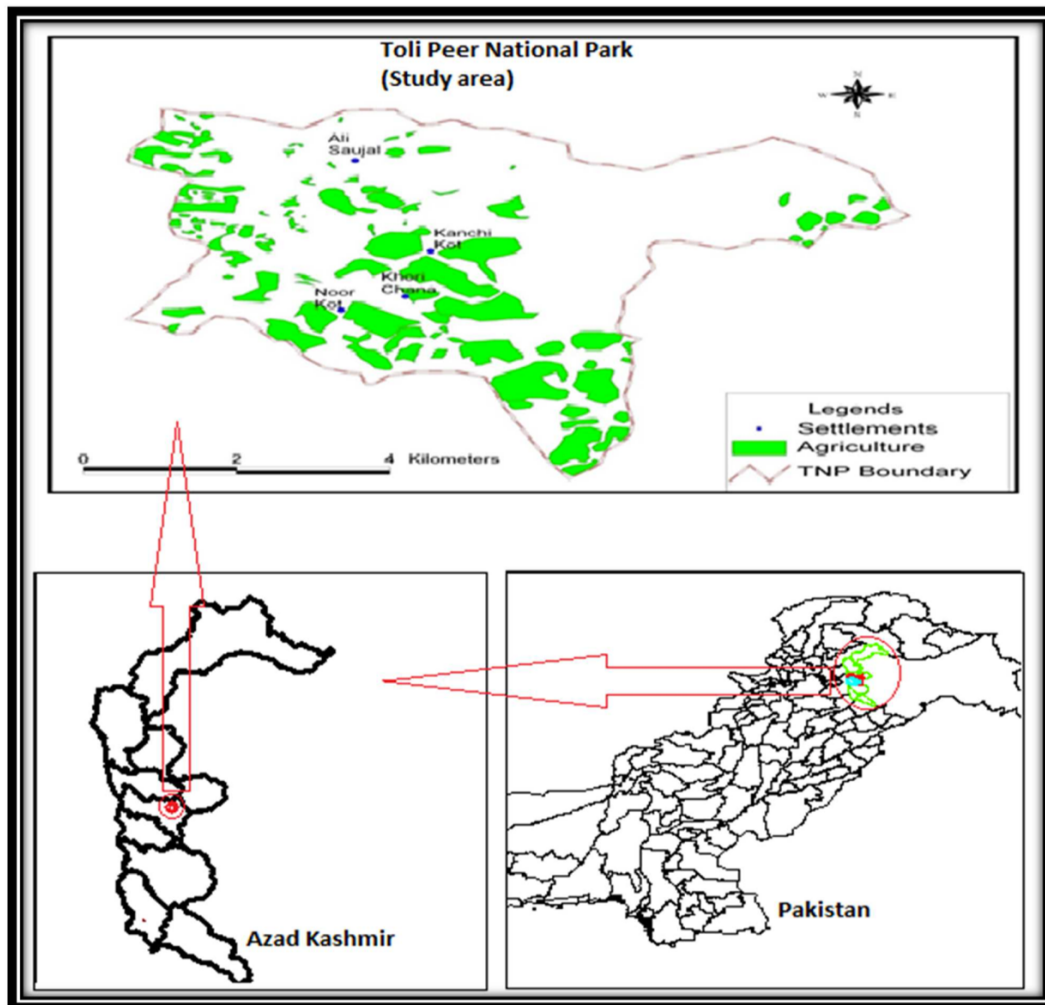 Toli Peer National Park
(Study area)
N
W E
N
Ali
Saujal
Kanchi
Kot
Khori
Chana
Noor
Kot
Legends
Settlements
Agriculture
TNP Boundary
0 2 4 Kilometers
Azad Kashmir
Pakistan